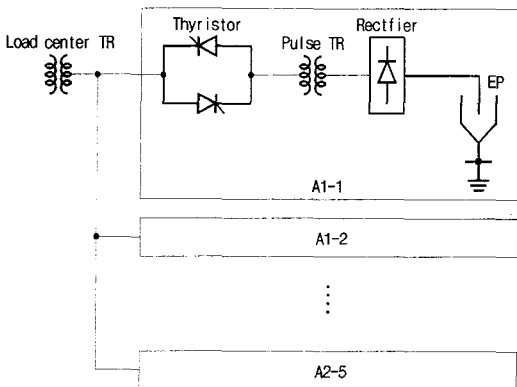 Load center TR
Thyristor
Pulse TR
Rectfier
EP
A1-1
A1-2
A2-5